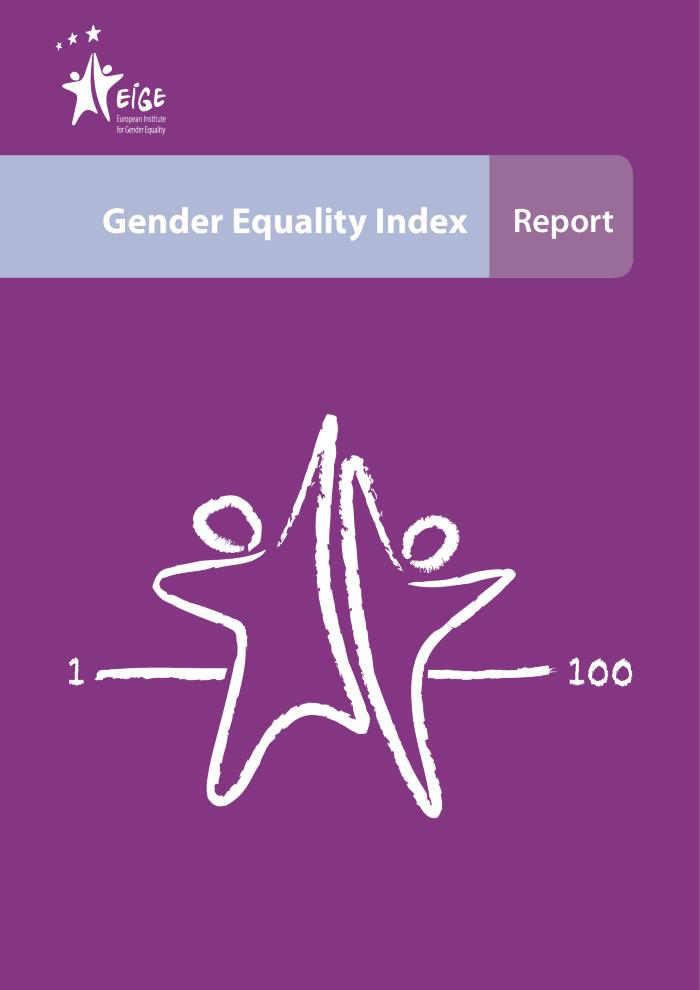 EIGE
European Institute
for Gender Equality
Gender Equality Index Report
1 100